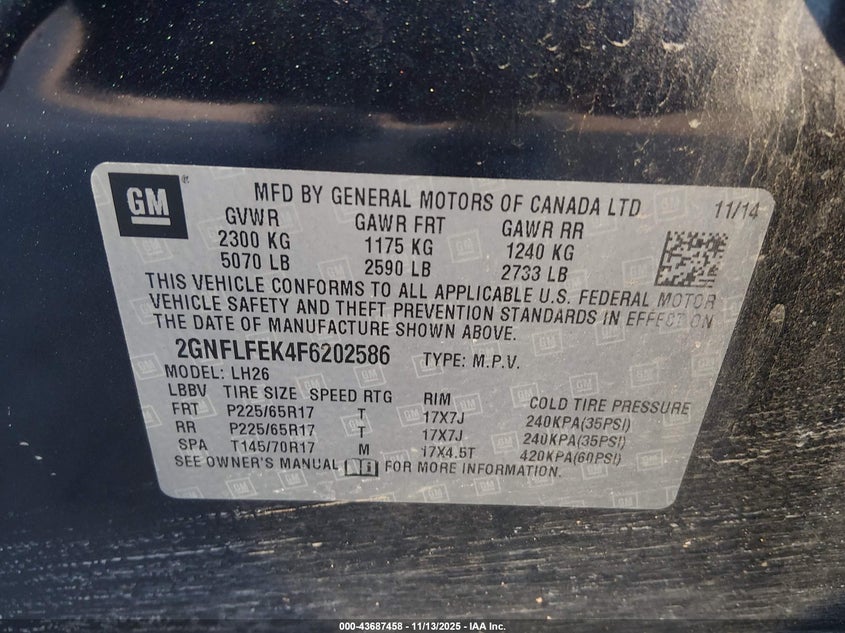 GM
MFD BY GENERAL MOTORS OF CANADA LTD 11/14
GVWR GAWR FRT GAWR RR
2300 KG 1175 KG 1240 KG
5070 LB 2590 LB 2733 LB
THIS VEHICLE CONFORMS TO ALL APPLICABLE U.S. FEDERAL MOTOR
VEHICLE SAFETY AND THEFT PREVENTION STANDARDS IN EFFECT ON
THE DATE OF MANUFACTURE SHOWN ABOVE.
2GNFLFEK4F6202586 TYPE: M.P.V.
MODEL: LH26
LBBV TIRE SIZE SPEED RTG RIM COLD TIRE PRESSURE
FRT P225/65R17 T 17X7J 240KPA(35PSI)
RR P225/65R17 T 17X7J 240KPA(35PSI)
SPA T145/70R17 M 17X4.5T 420KPA(60PSI)
SEE OWNER'S MANUAL FOR MORE INFORMATION.
000-43687458 - 11/13/2025 - IAA Inc.